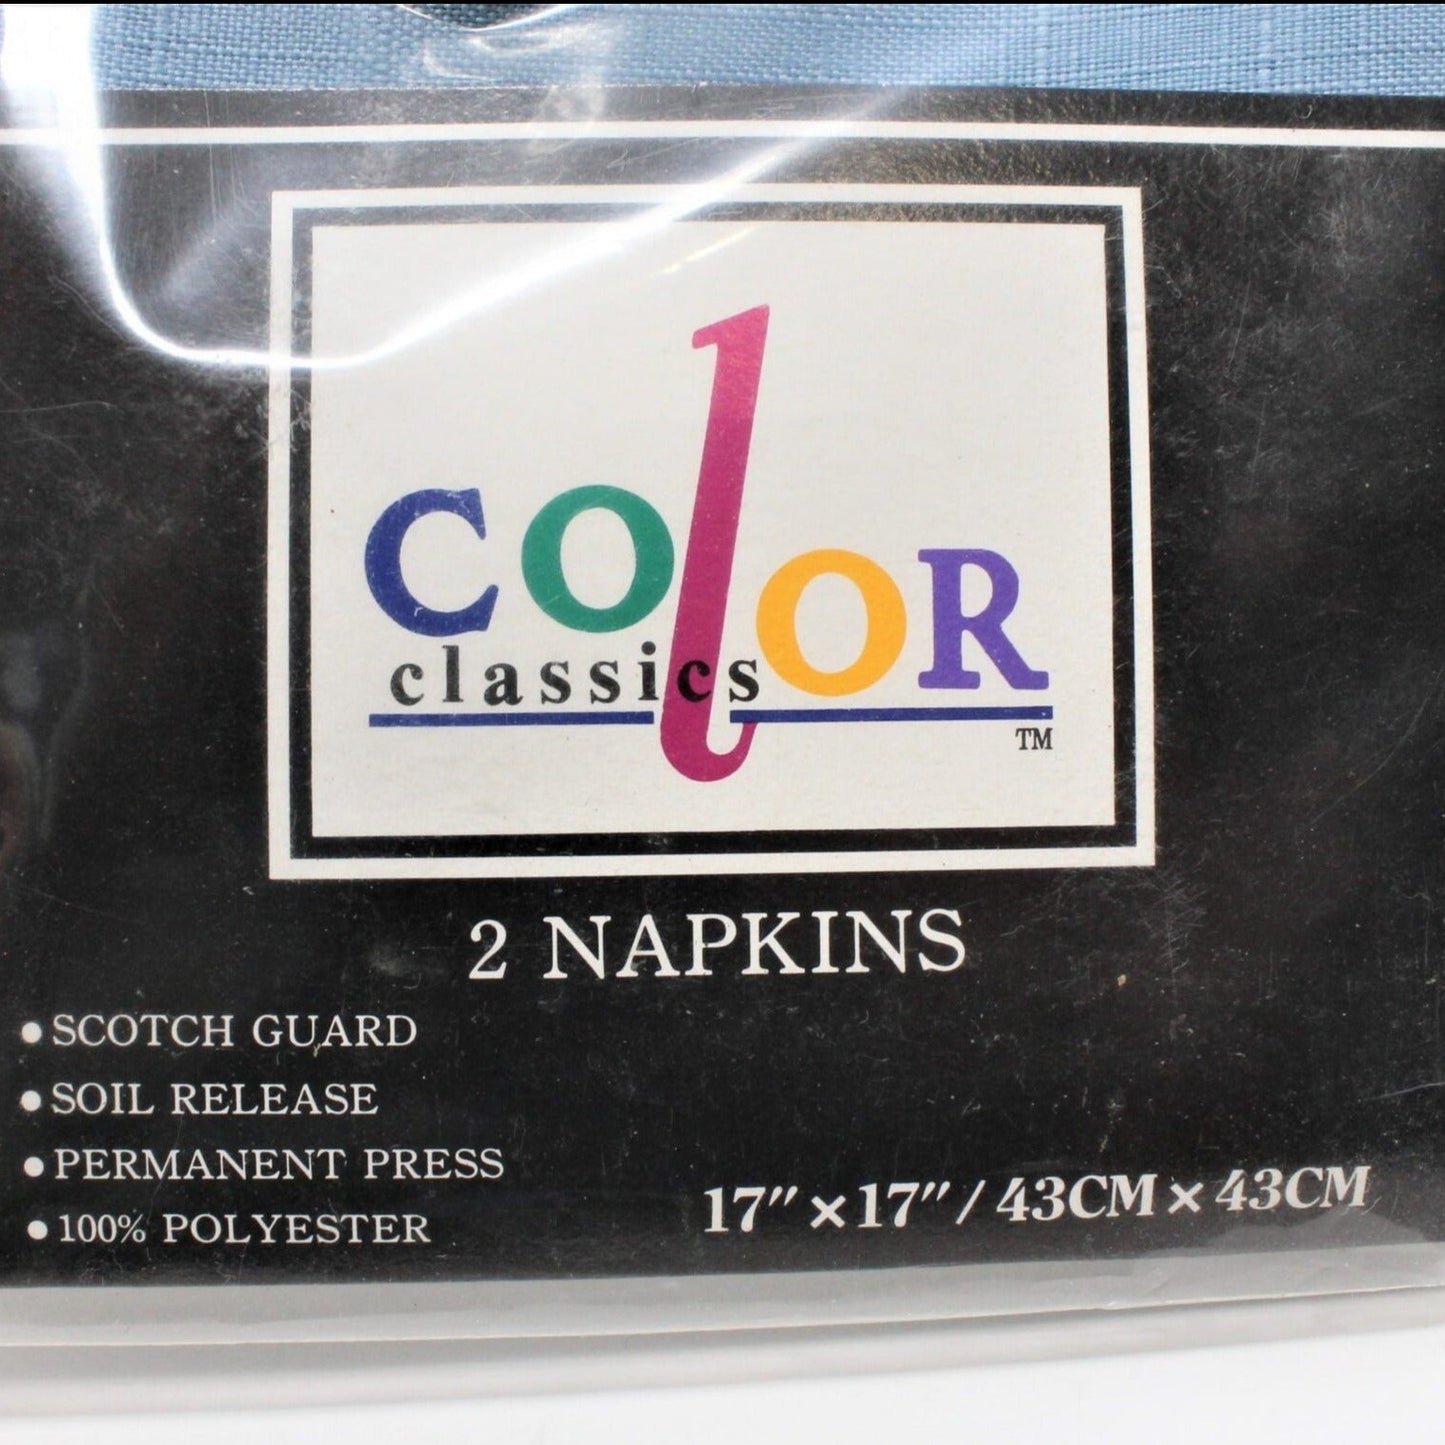 COlOR
classics
TM
2 NAPKINS
• SCOTCH GUARD
• SOIL RELEASE
• PERMANENT PRESS
• 100% POLYESTER
17" × 17" / 43CM × 43CM